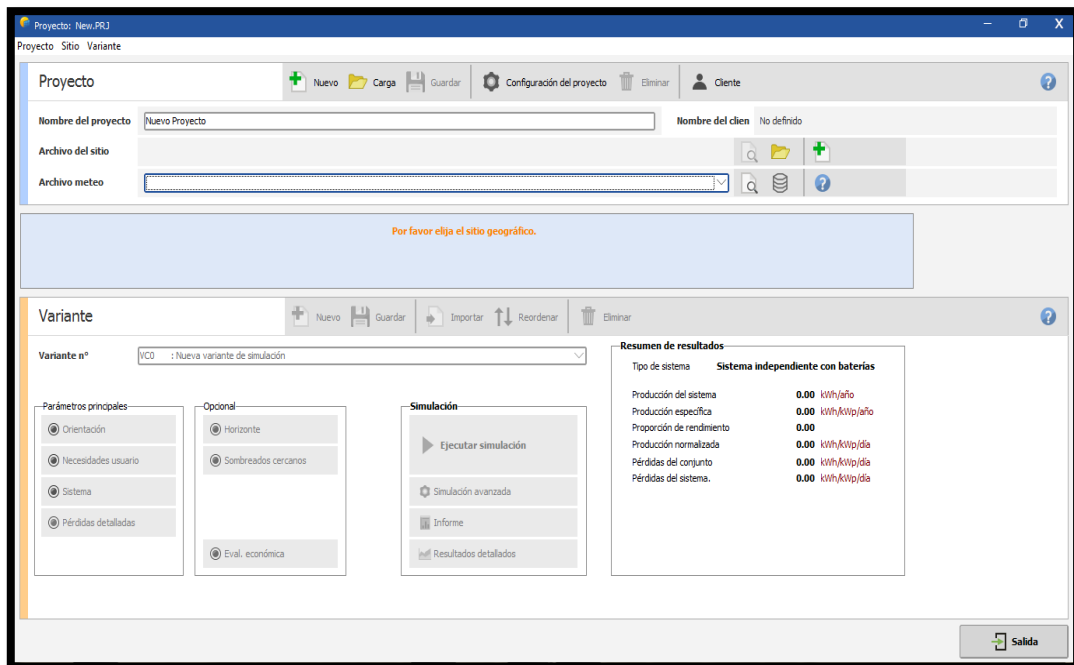 Proyecto: New.PRJ
Proyecto Sitio Variante
Proyecto Nuevo Carga Guardar Configuración del proyecto Eliminar Cliente
Nombre del proyecto Nuevo Proyecto Nombre del clien No definido
Archivo del sitio
Archivo meteo
Por favor elija el sitio geográfico.
Variante Nuevo Guardar Importar Reordenar Eliminar
Variante n° VC0 : Nueva variante de simulación
Parámetros principales
Orientación
Necesidades usuario
Sistema
Pérdidas detalladas
Opcional
Horizonte
Sombreados cercanos
Eval. económica
Simulación
Ejecutar simulación
Simulación avanzada
Informe
Resultados detallados
Resumen de resultados
Tipo de sistema Sistema independiente con baterías
Producción del sistema 0.00 kWh/año
Producción específica 0.00 kWh/kWp/año
Proporción de rendimiento 0.00
Producción normalizada 0.00 kWh/kWp/día
Pérdidas del conjunto 0.00 kWh/kWp/día
Pérdidas del sistema. 0.00 kWh/kWp/día
Salida